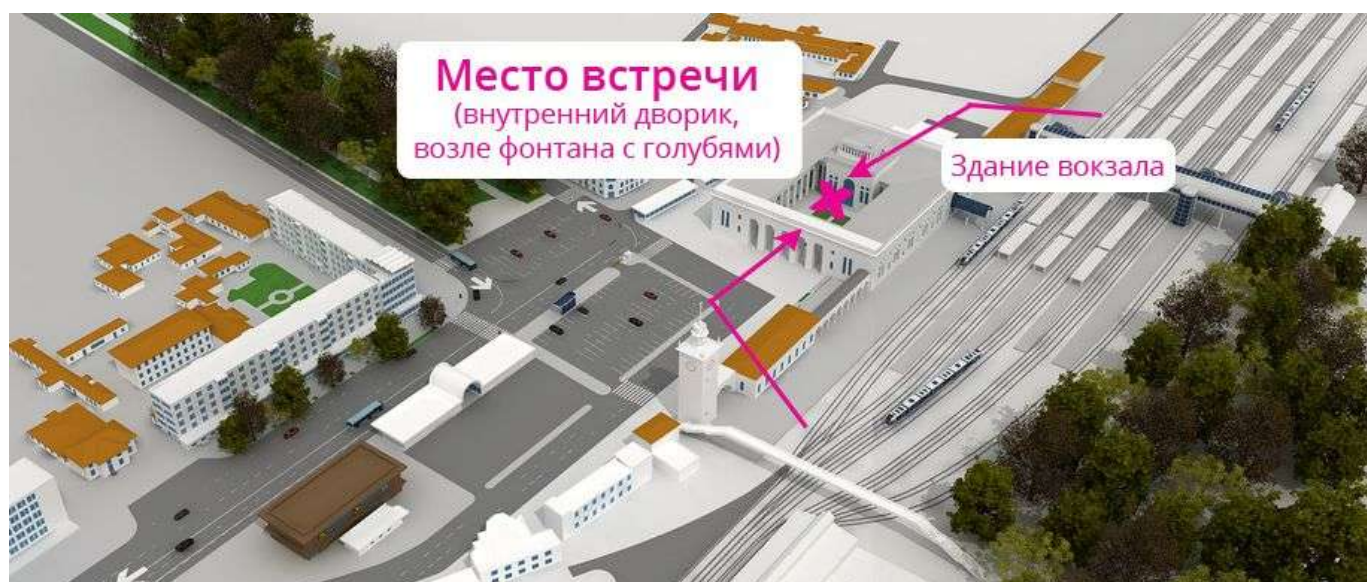 Место встречи
(внутренний дворик,
возле фонтана с голубями)
Здание вокзала